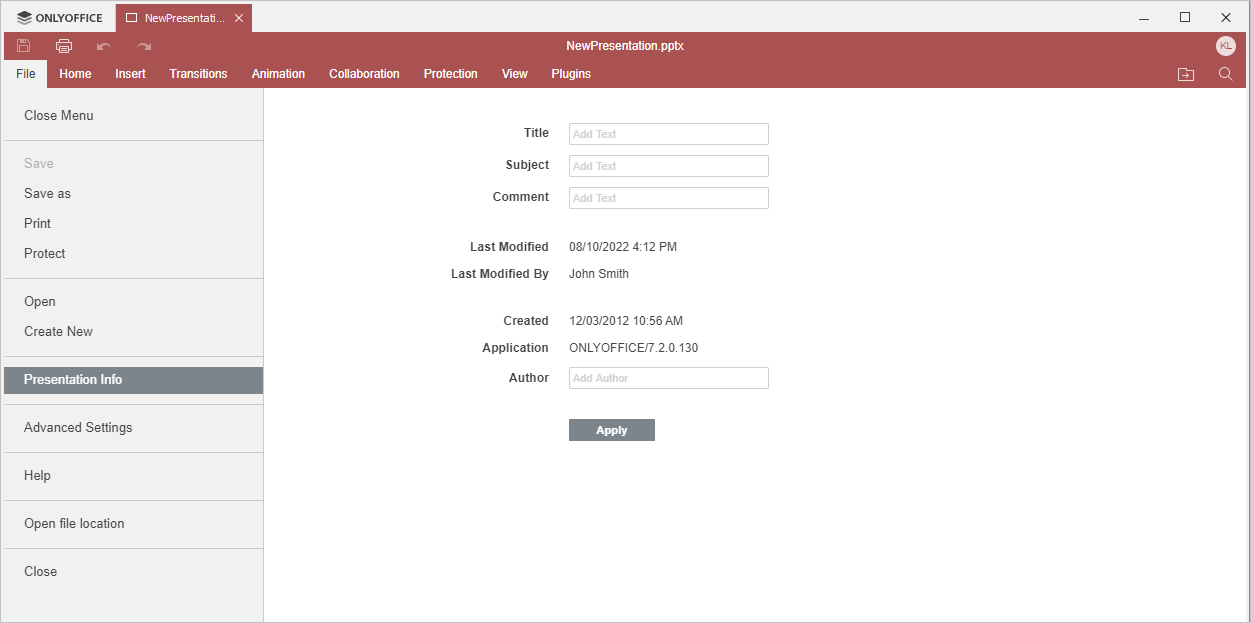 ONLYOFFICE
NewPresentati...
NewPresentation.pptx
KL
File Home Insert Transitions Animation Collaboration Protection View Plugins
Close Menu
Save
Save as
Print
Protect
Open
Create New
Presentation Info
Advanced Settings
Help
Open file location
Close
Title Add Text
Subject Add Text
Comment Add Text
Last Modified 08/10/2022 4:12 PM
Last Modified By John Smith
Created 12/03/2012 10:56 AM
Application ONLYOFFICE/7.2.0.130
Author Add Author
Apply